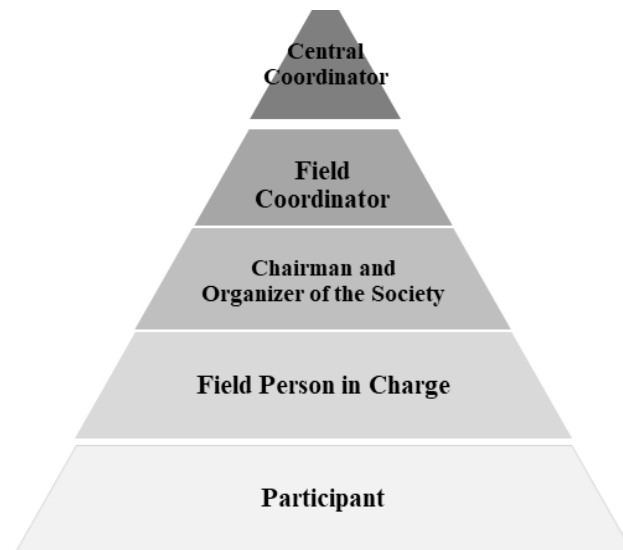 Central
Coordinator
Field
Coordinator
Chairman and
Organizer of the Society
Field Person in Charge
Participant